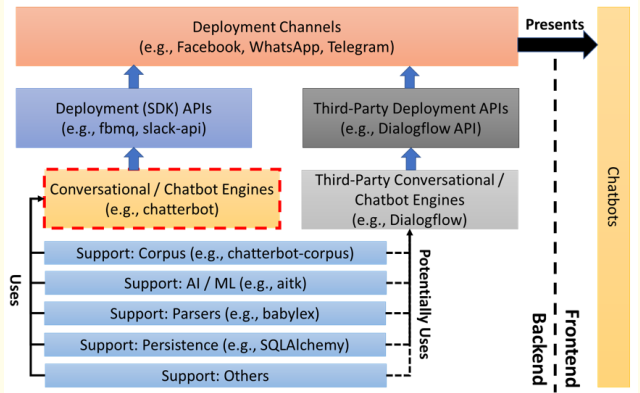 Deployment Channels
(e.g., Facebook, WhatsApp, Telegram)
Presents
Deployment (SDK) APIs
(e.g., fbmq, slack-api)
Third-Party Deployment APIs
(e.g., Dialogflow API)
Conversational / Chatbot Engines
(e.g., chatterbot)
Third-Party Conversational /
Chatbot Engines
(e.g., Dialogflow)
Support: Corpus (e.g., chatterbot-corpus)
Support: AI / ML (e.g., aitk)
Support: Parsers (e.g., babylex)
Support: Persistence (e.g., SQLAlchemy)
Support: Others
Uses
Potentially Uses
Backend
Frontend
Chatbots